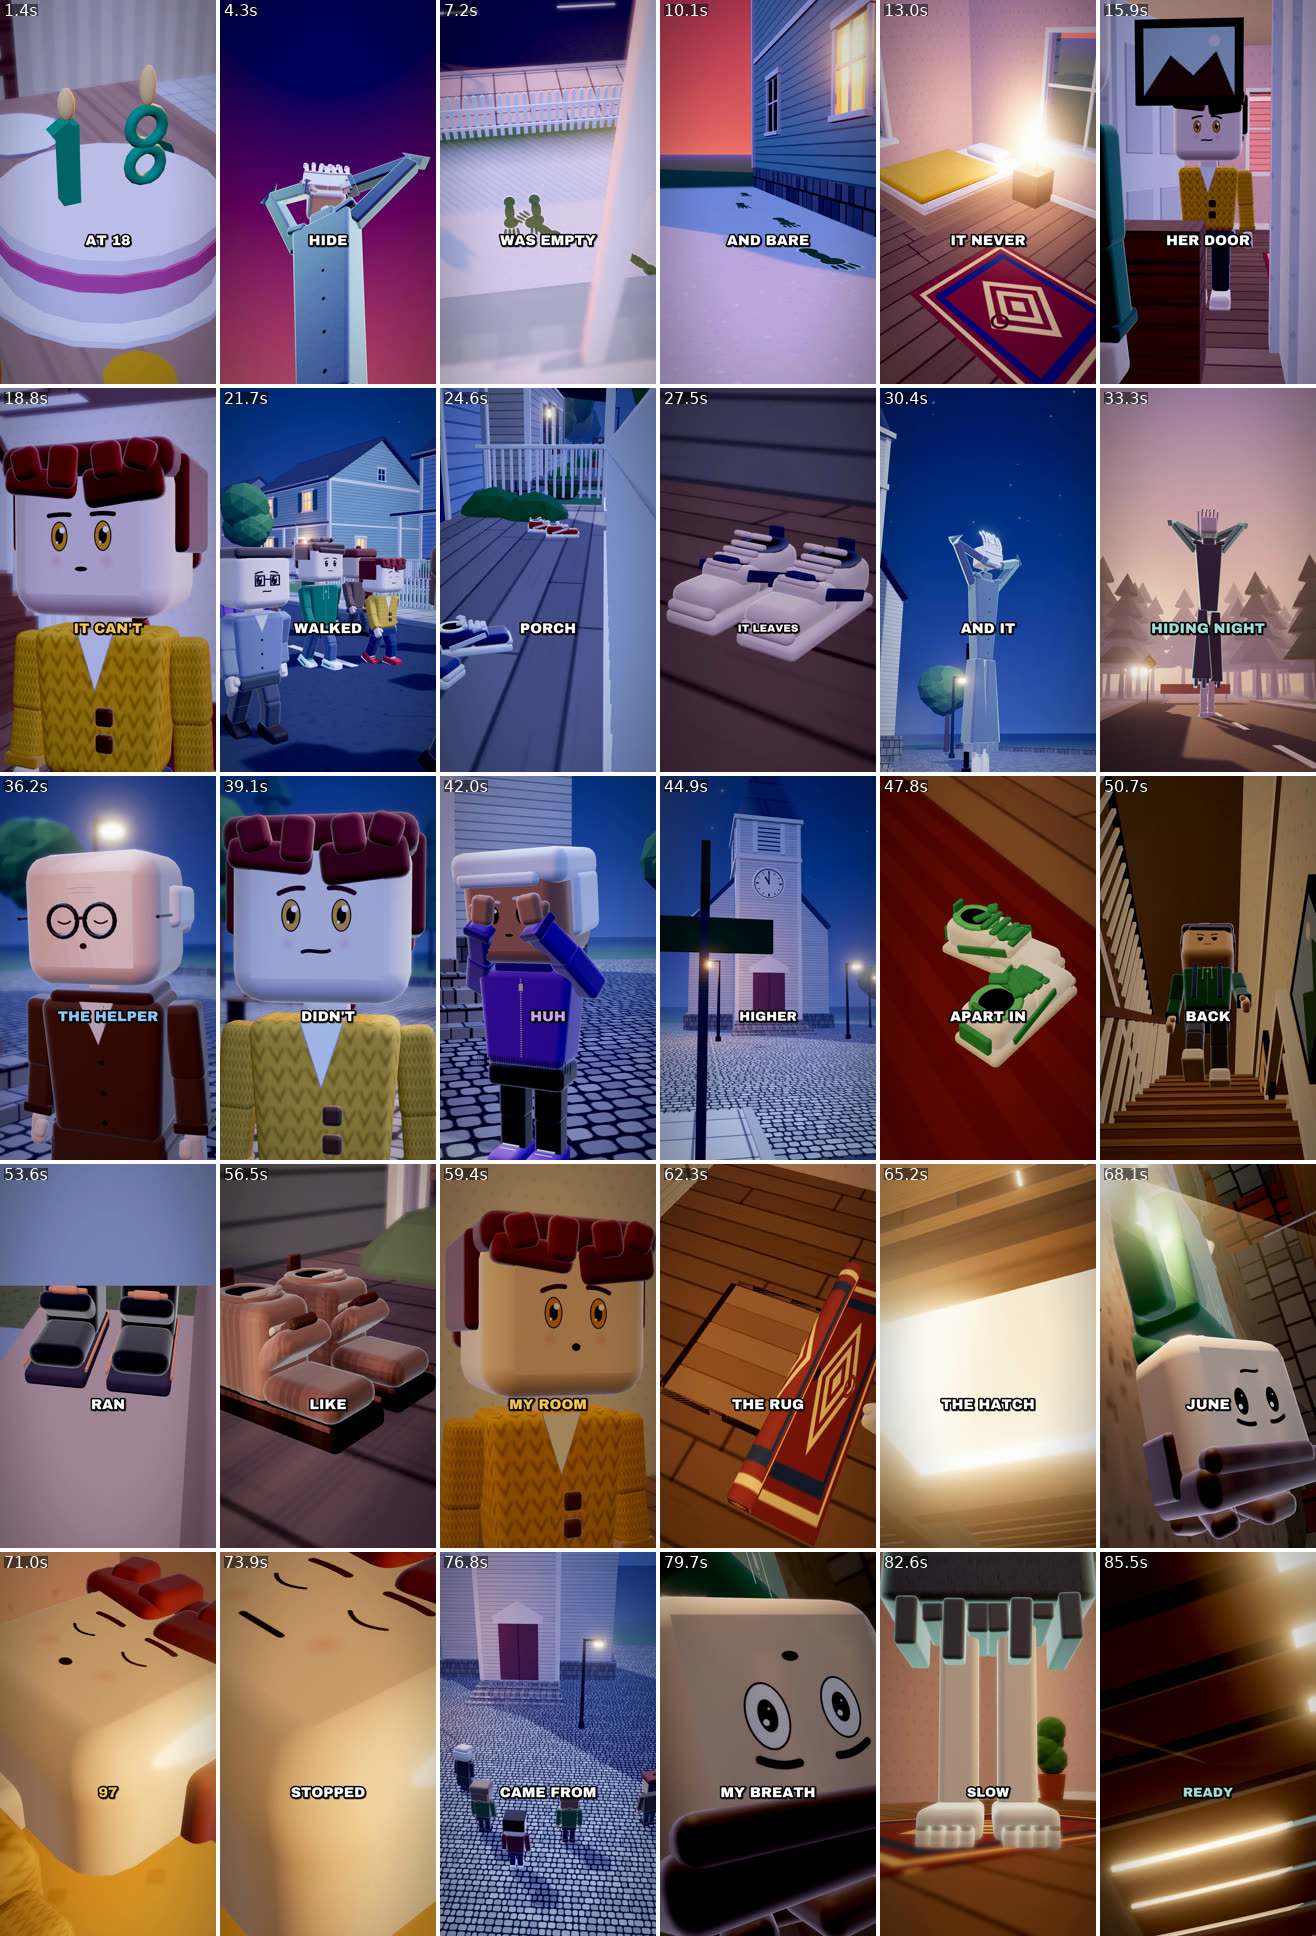 1.4s
4.3s
7.2s
10.1s
13.0s
15.9s
AT 18
HIDE
WAS EMPTY
AND BARE
IT NEVER
HER DOOR
18.8s
21.7s
24.6s
27.5s
30.4s
33.3s
IT CAN'T
WALKED
PORCH
IT LEAVES
AND IT
HIDING NIGHT
36.2s
39.1s
42.0s
44.9s
47.8s
50.7s
THE HELPER
DIDN'T
HUH
HIGHER
APART IN
BACK
53.6s
56.5s
59.4s
62.3s
65.2s
68.1s
RAN
LIKE
MY ROOM
THE RUG
THE HATCH
JUNE
71.0s
73.9s
76.8s
79.7s
82.6s
85.5s
97
STOPPED
CAME FROM
MY BREATH
SLOW
READY